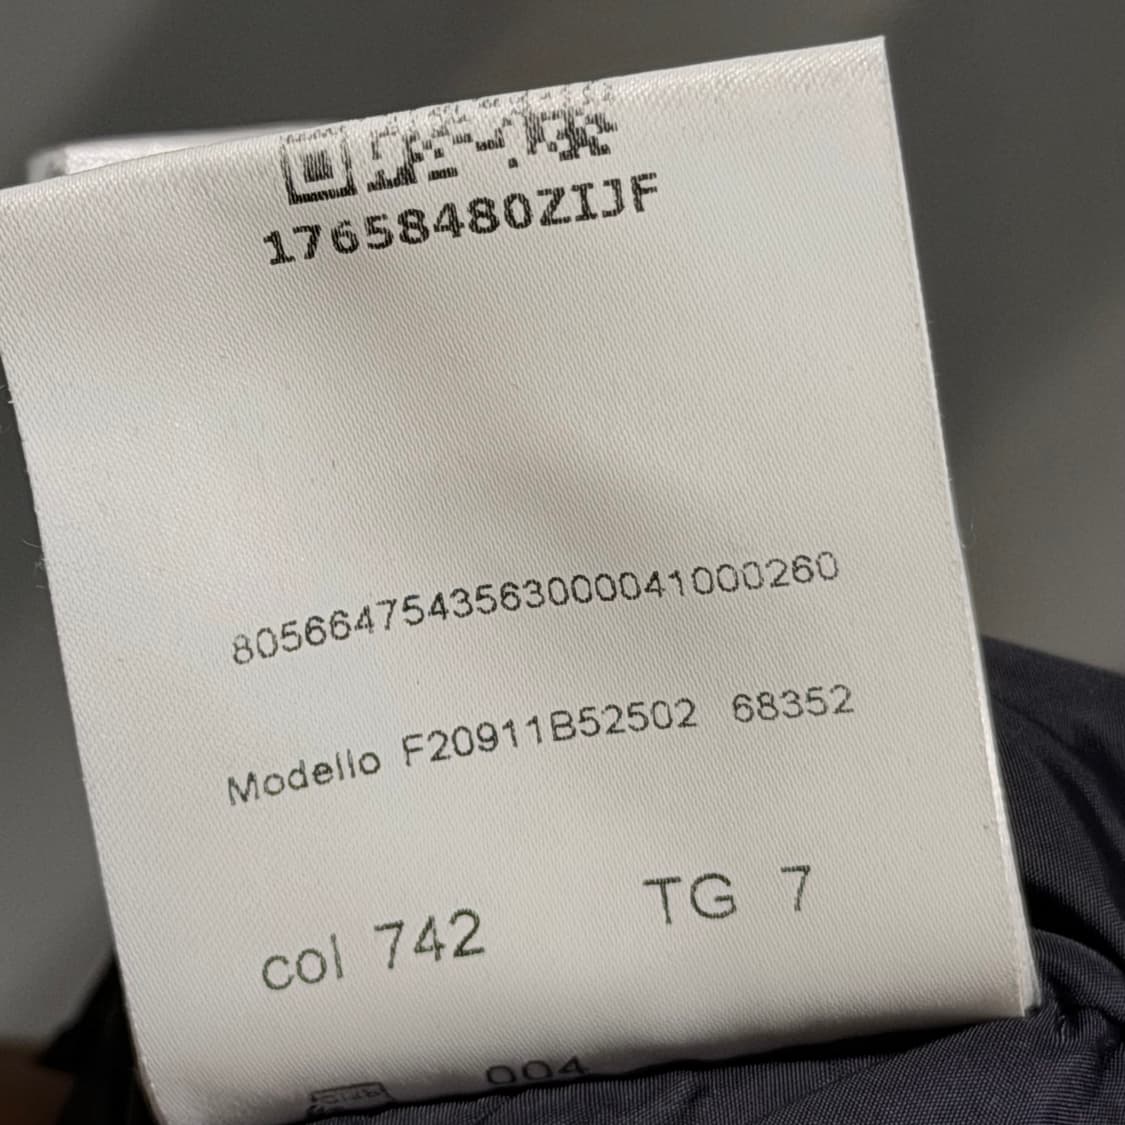 17658480ZIJF
8056647543563000041000260
Modello F20911B52502 68352
col 742 TG 7
004